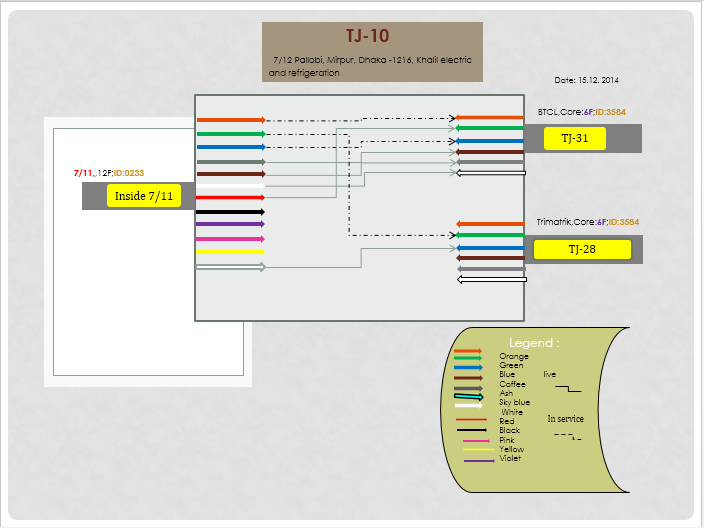 TJ-10
7/12 Pallabi, Mirpur, Dhaka -1216, Khalil electric
and refrigeration
Date: 15.12. 2014
BTCL,Core:6F;ID:3584
TJ-31
7/11,,12F;ID:0233
Inside 7/11
Trimatrik,Core:6F;ID:3584
TJ-28
Legend :
Orange
Green
Blue
live
Coffee
Ash
Sky blue
White
Red
In service
Black
Pink
Yellow
Violet